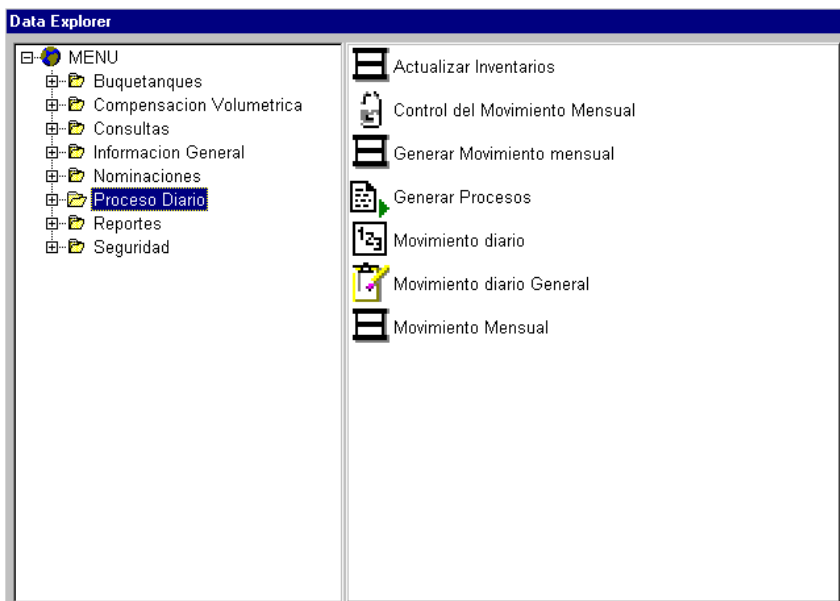 Data Explorer
MENU
Buquetanques
Compensacion Volumetrica
Consultas
Informacion General
Nominaciones
Proceso Diario
Reportes
Seguridad
Actualizar Inventarios
Control del Movimiento Mensual
Generar Movimiento mensual
Generar Procesos
123
Movimiento diario
Movimiento diario General
Movimiento Mensual